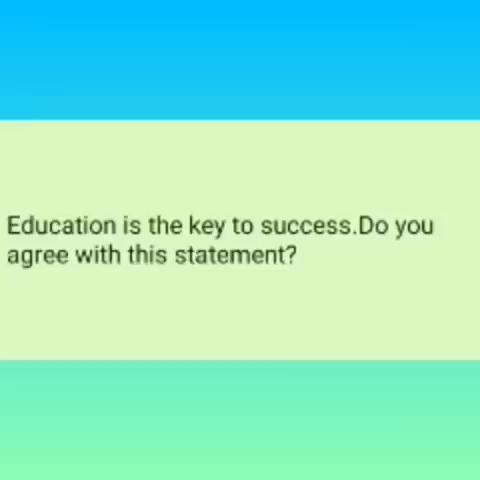 Education is the key to success.Do you
agree with this statement?